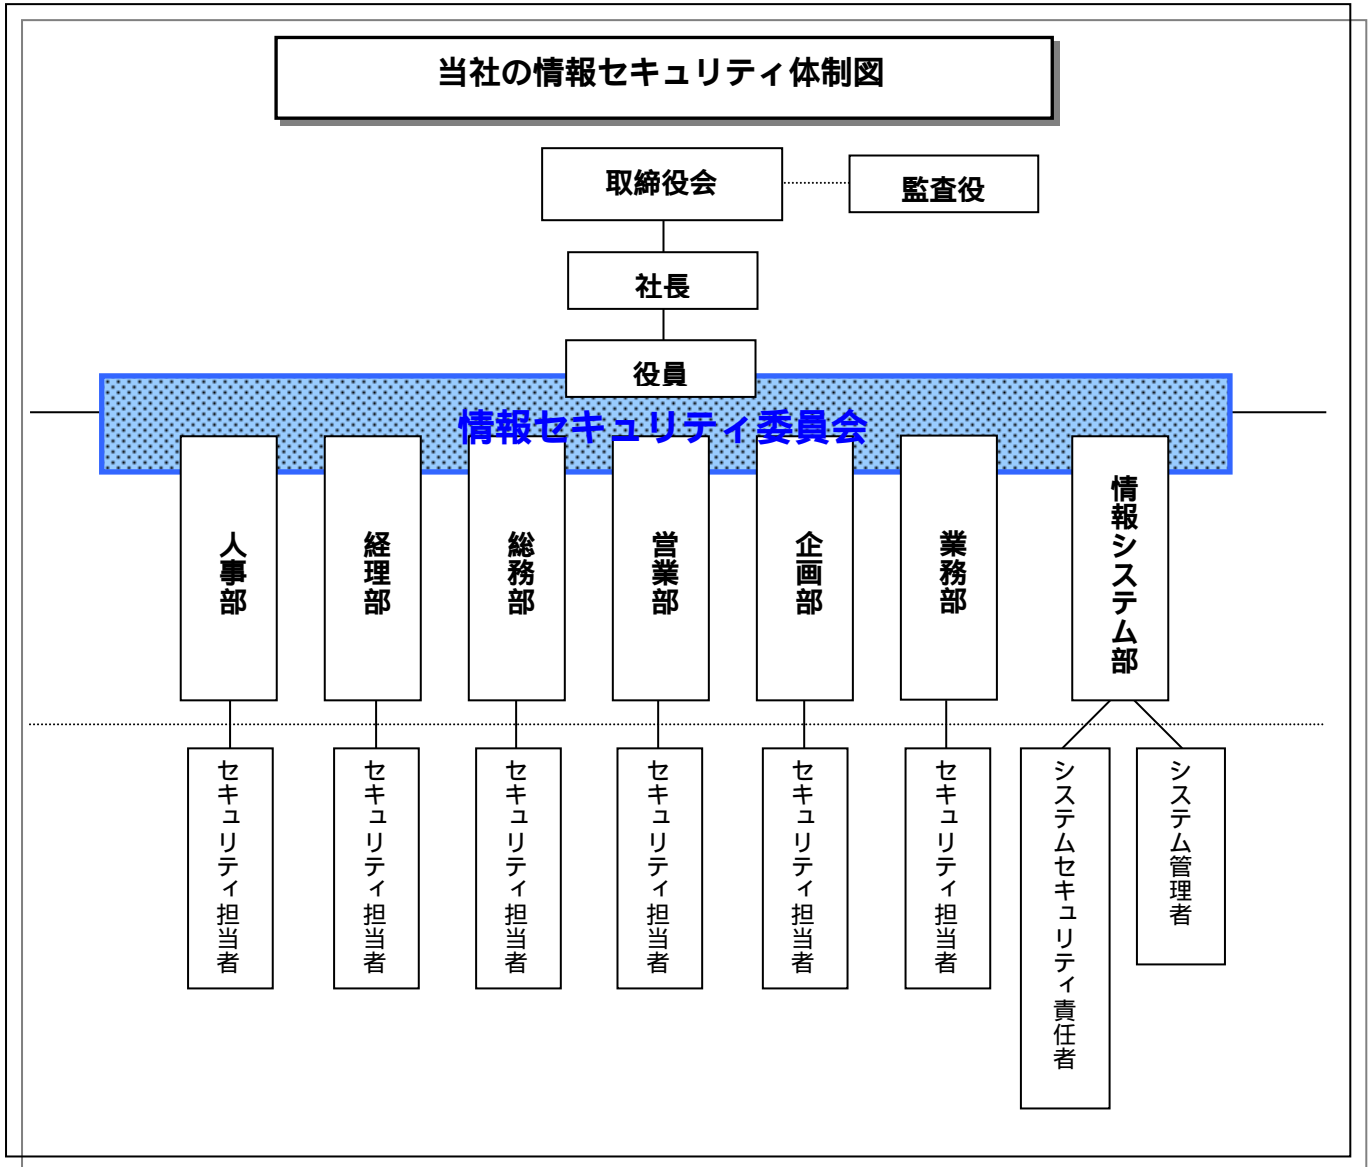 当社の情報セキュリティ体制図
取締役会
監査役
社長
役員
情報セキュリティ委員会
人事部
経理部
総務部
営業部
企画部
業務部
情報システム部
セキュリティ担当者
セキュリティ担当者
セキュリティ担当者
セキュリティ担当者
セキュリティ担当者
セキュリティ担当者
システムセキュリティ責任者
システム管理者